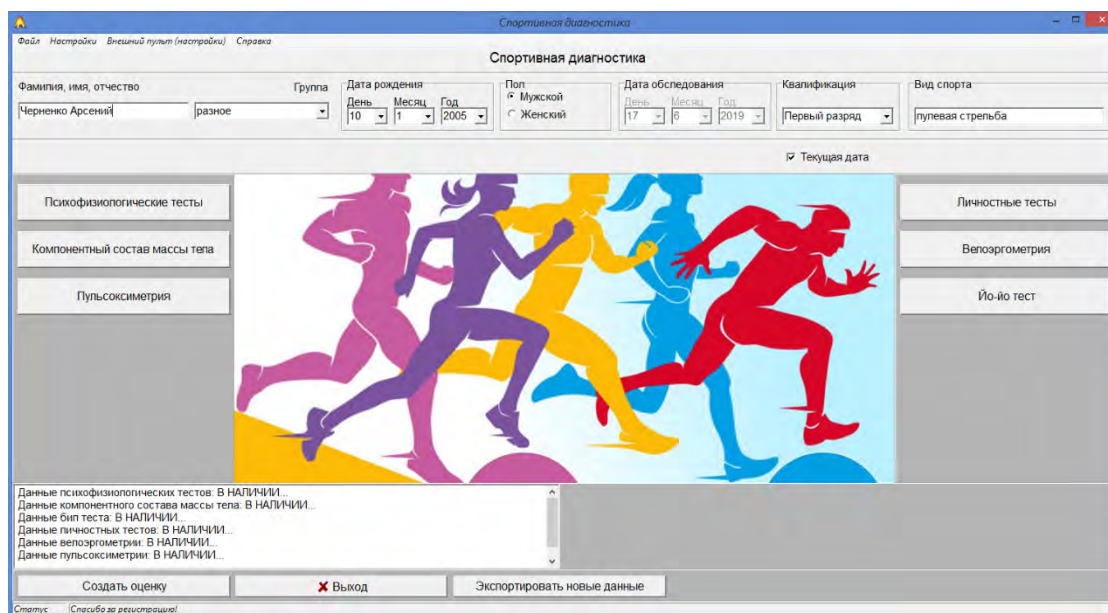 Спортивная диагностика
Файл Настройки Внешний пульт (настройки) Справка
Спортивная диагностика
Фамилия, имя, отчество Группа Дата рождения Пол Дата обследования Квалификация Вид спорта
День Месяц Год Мужской День Месяц Год
Черненко Арсений разное 10 1 2005 Женский 17 6 2019 Первый разряд пулевая стрельба
Текущая дата
Психофизиологические тесты Личностные тесты
Компонентный состав массы тела Велоэргометрия
Пульсоксиметрия Йо-йо тест
Данные психофизиологических тестов: В НАЛИЧИИ...
Данные компонентного состава массы тела: В НАЛИЧИИ...
Данные бип теста: В НАЛИЧИИ...
Данные личностных тестов: В НАЛИЧИИ...
Данные велоэргометрии: В НАЛИЧИИ...
Данные пульсоксиметрии: В НАЛИЧИИ...
Создать оценку Выход Экспортировать новые данные
Статус Спасибо за регистрацию!